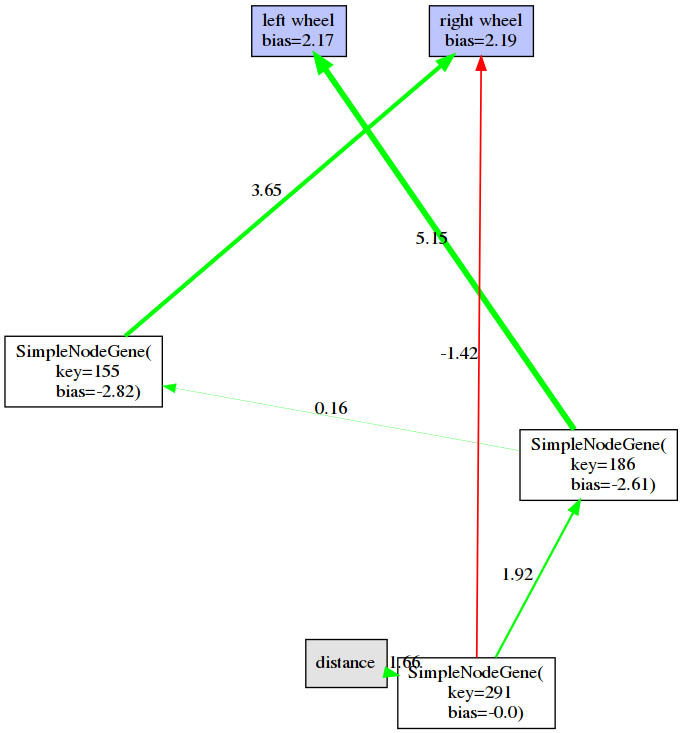 left wheel
bias=2.17
right wheel
bias=2.19
3.65
5.15
-1.42
SimpleNodeGene(
key=155
bias=-2.82)
0.16
SimpleNodeGene(
key=186
bias=-2.61)
1.92
distance
1.66
SimpleNodeGene(
key=291
bias=-0.0)